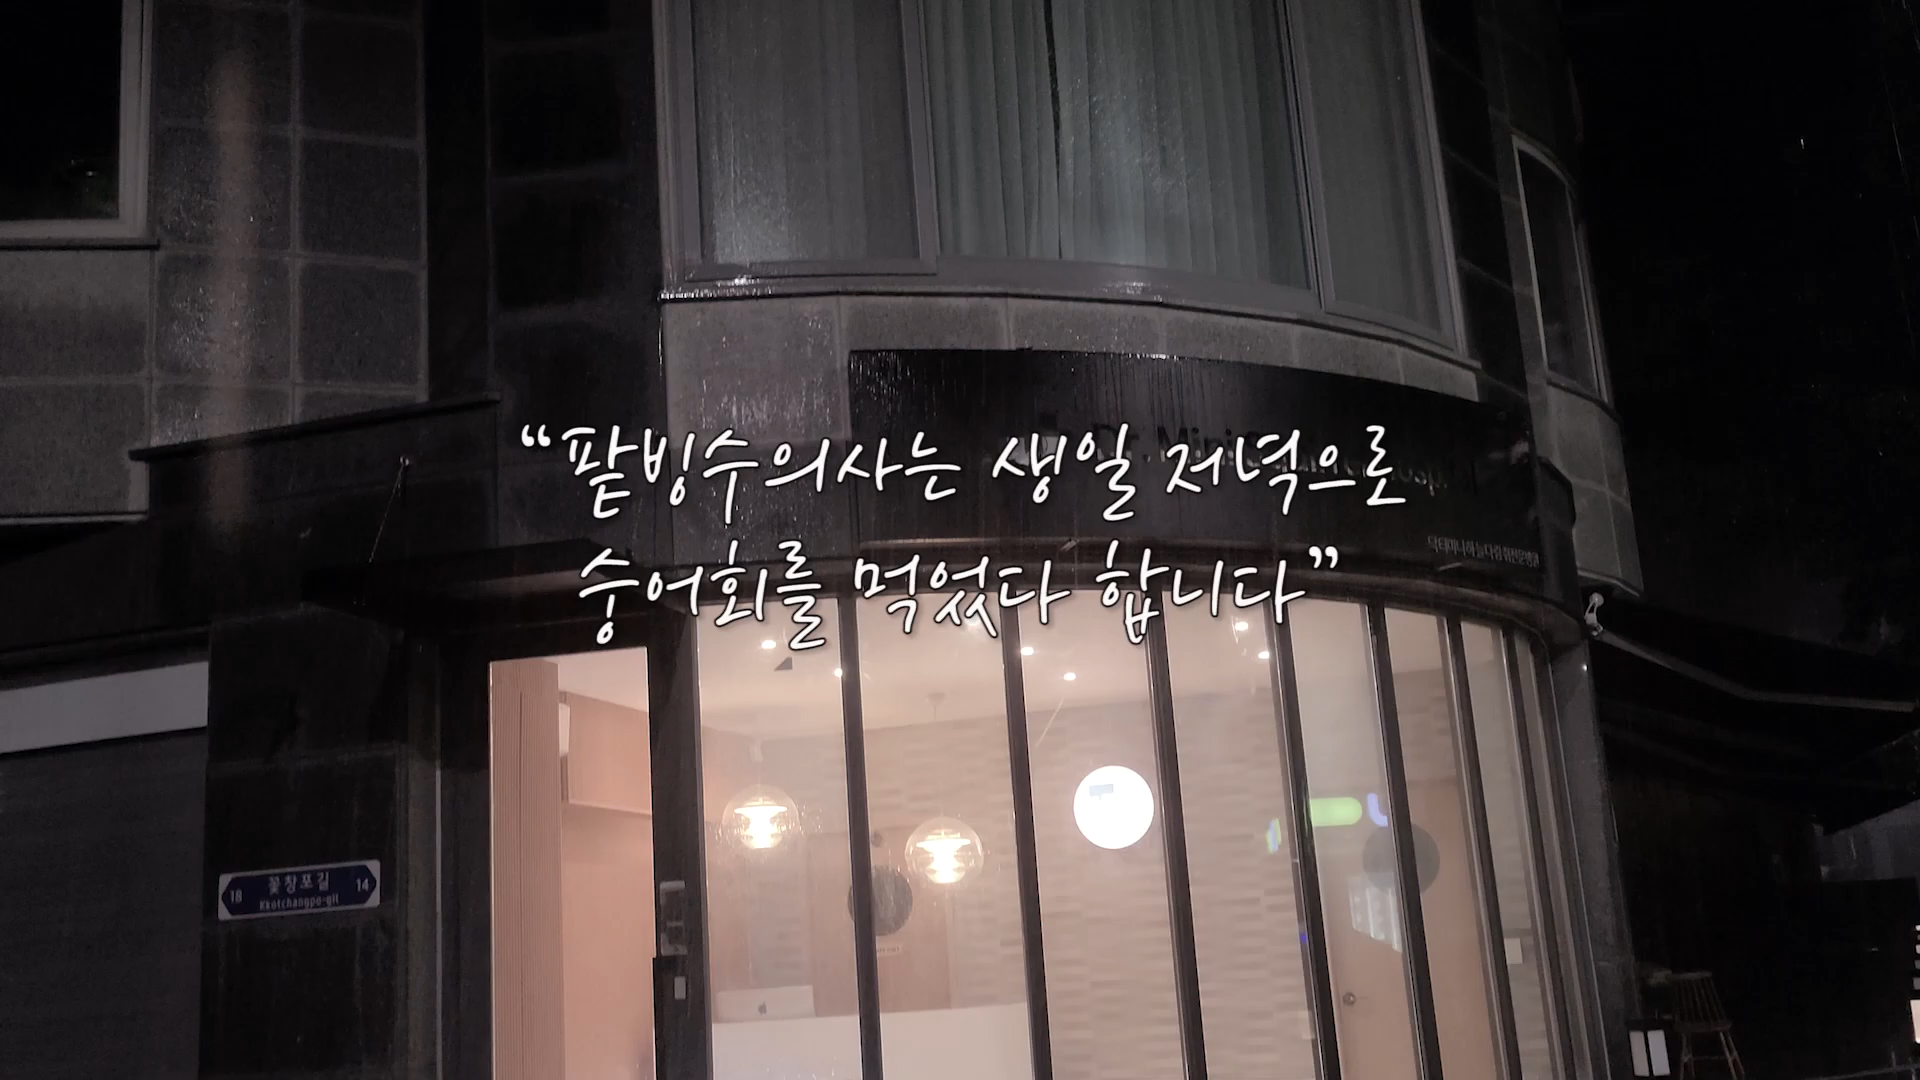 “팥빙수의사는 생일 저녁으로
숭어회를 먹었다 합니다”
꽃창포길
18 14
Kkotchangpo-gil